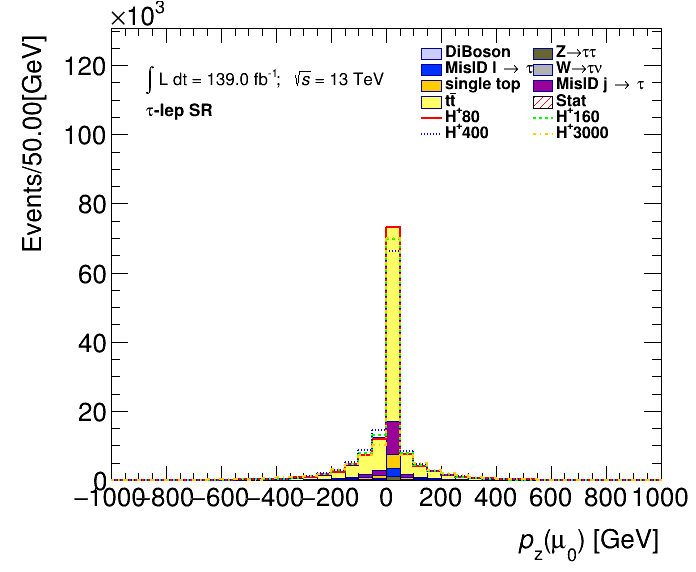 ×10³
Events/50.00[GeV]
120
100
80
60
40
20
0
∫ L dt = 139.0 fb⁻¹; √s = 13 TeV
τ-lep SR
DiBoson
Z→ττ
MisID l → τ
W→τν
single top
MisID j → τ
tt̄
Stat
H⁺80
H⁺160
H⁺400
H⁺3000
−1000 −800 −600 −400 −200 0 200 400 600 800 1000
p_z(μ₀) [GeV]